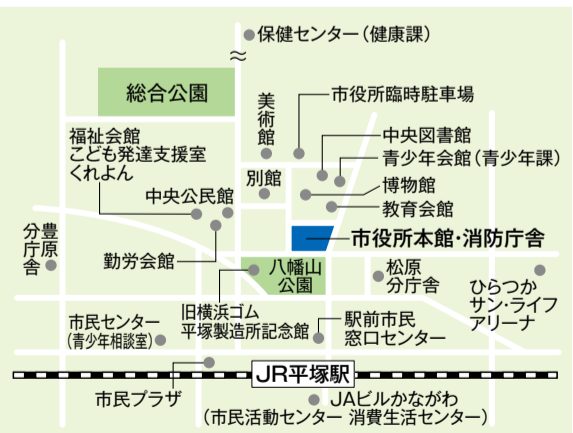 保健センター(健康課)
総合公園
美術館
市役所臨時駐車場
福祉会館
こども発達支援室
くれよん
中央図書館
青少年会館(青少年課)
別館
博物館
中央公民館
教育会館
市役所本館・消防庁舎
豊原
分庁舎
勤労会館
八幡山
公園
松原
分庁舎
ひらつか
サン・ライフ
アリーナ
旧横浜ゴム
平塚製造所記念館
市民センター
(青少年相談室)
駅前市民
窓口センター
JR平塚駅
市民プラザ
JAビルかながわ
(市民活動センター 消費生活センター)